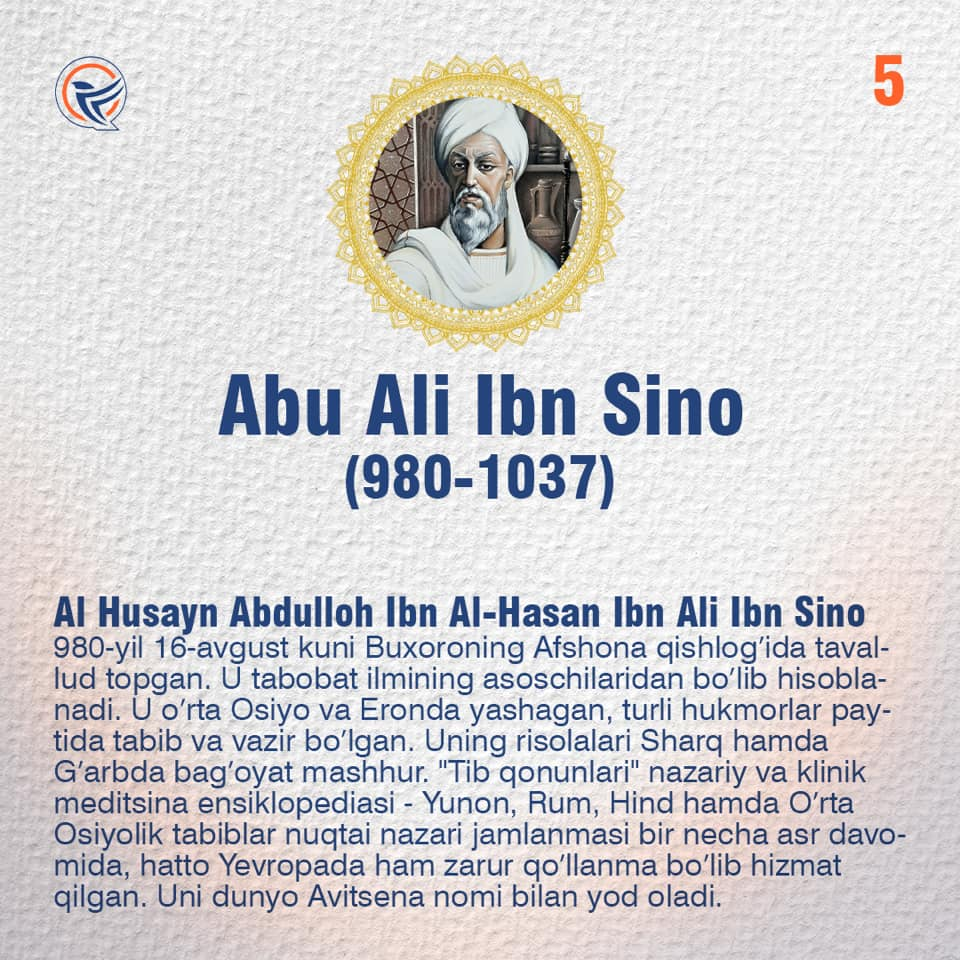 5
Abu Ali Ibn Sino
(980-1037)
Al Husayn Abdulloh Ibn Al-Hasan Ibn Ali Ibn Sino
980-yil 16-avgust kuni Buxoroning Afshona qishlog′ida taval-
lud topgan. U tabobat ilmining asoschilaridan bo′lib hisobla-
nadi. U o′rta Osiyo va Eronda yashagan, turli hukmorlar pay-
tida tabib va vazir bo′lgan. Uning risolalari Sharq hamda
G′arbda bag′oyat mashhur. "Tib qonunlari" nazariy va klinik
meditsina ensiklopediasi - Yunon, Rum, Hind hamda O′rta
Osiyolik tabiblar nuqtai nazari jamlanmasi bir necha asr davo-
mida, hatto Yevropada ham zarur qo′llanma bo′lib hizmat
qilgan. Uni dunyo Avitsena nomi bilan yod oladi.